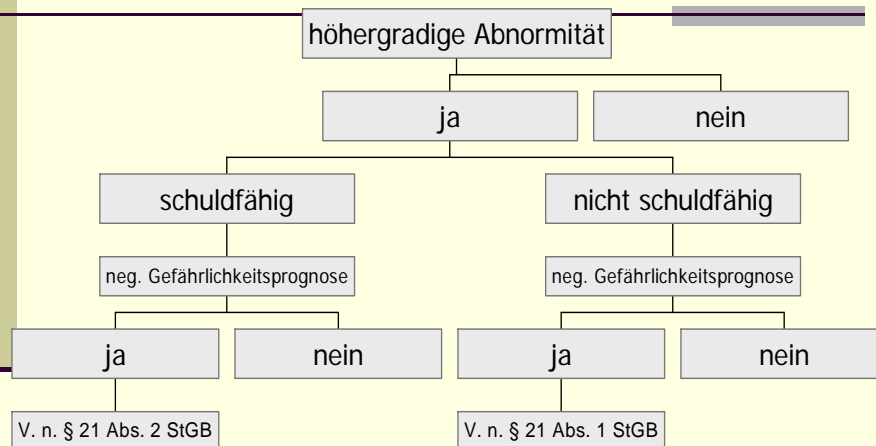 höhergradige Abnormität
ja
nein
schuldfähig
nicht schuldfähig
neg. Gefährlichkeitsprognose
neg. Gefährlichkeitsprognose
ja
nein
ja
nein
V. n. § 21 Abs. 2 StGB
V. n. § 21 Abs. 1 StGB